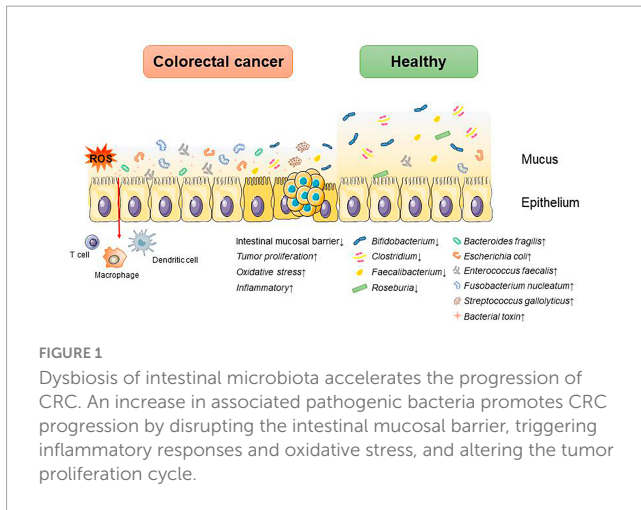 Colorectal cancer
Healthy
ROS
Mucus
Epithelium
T cell
Macrophage
Dendritic cell
Intestinal mucosal barrier↓
Tumor proliferation↑
Oxidative stress↑
Inflammatory↑
Bifidobacterium↓
Clostridium↓
Faecalibacterium↓
Roseburia↓
Bacteroides fragilis↑
Escherichia coli↑
Enterococcus faecalis↑
Fusobacterium nucleatum↑
Streptococcus gallolyticus↑
Bacterial toxin↑
FIGURE 1
Dysbiosis of intestinal microbiota accelerates the progression of
CRC. An increase in associated pathogenic bacteria promotes CRC
progression by disrupting the intestinal mucosal barrier, triggering
inflammatory responses and oxidative stress, and altering the tumor
proliferation cycle.